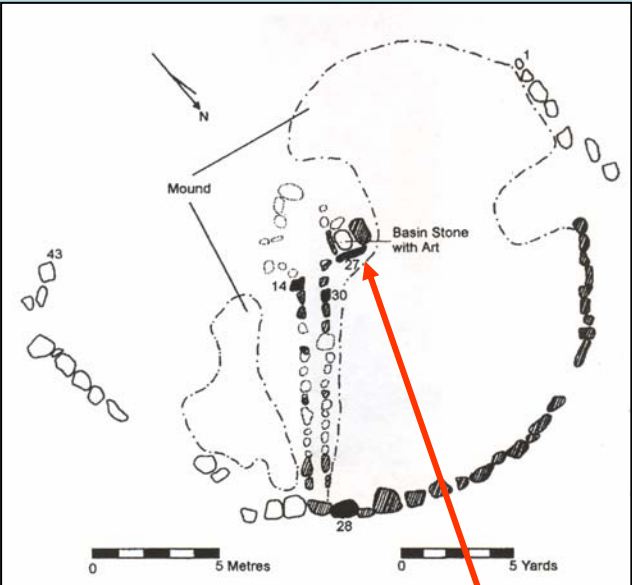 1
N
Mound
Basin Stone
with Art
43
27
14
30
28
0 5 Metres
0 5 Yards